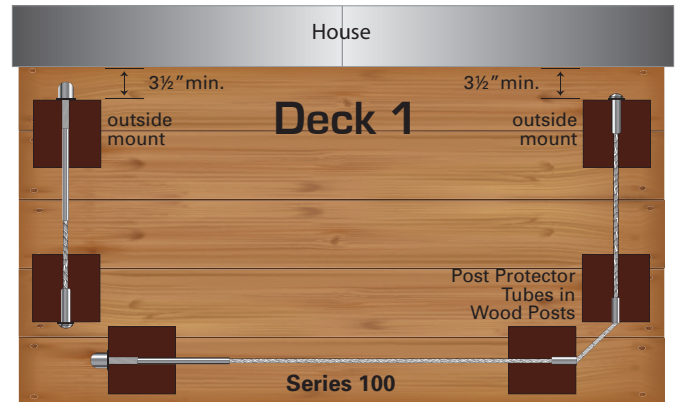 House
3½"min.
3½"min.
outside
mount
Deck 1
outside
mount
Post Protector
Tubes in
Wood Posts
Series 100